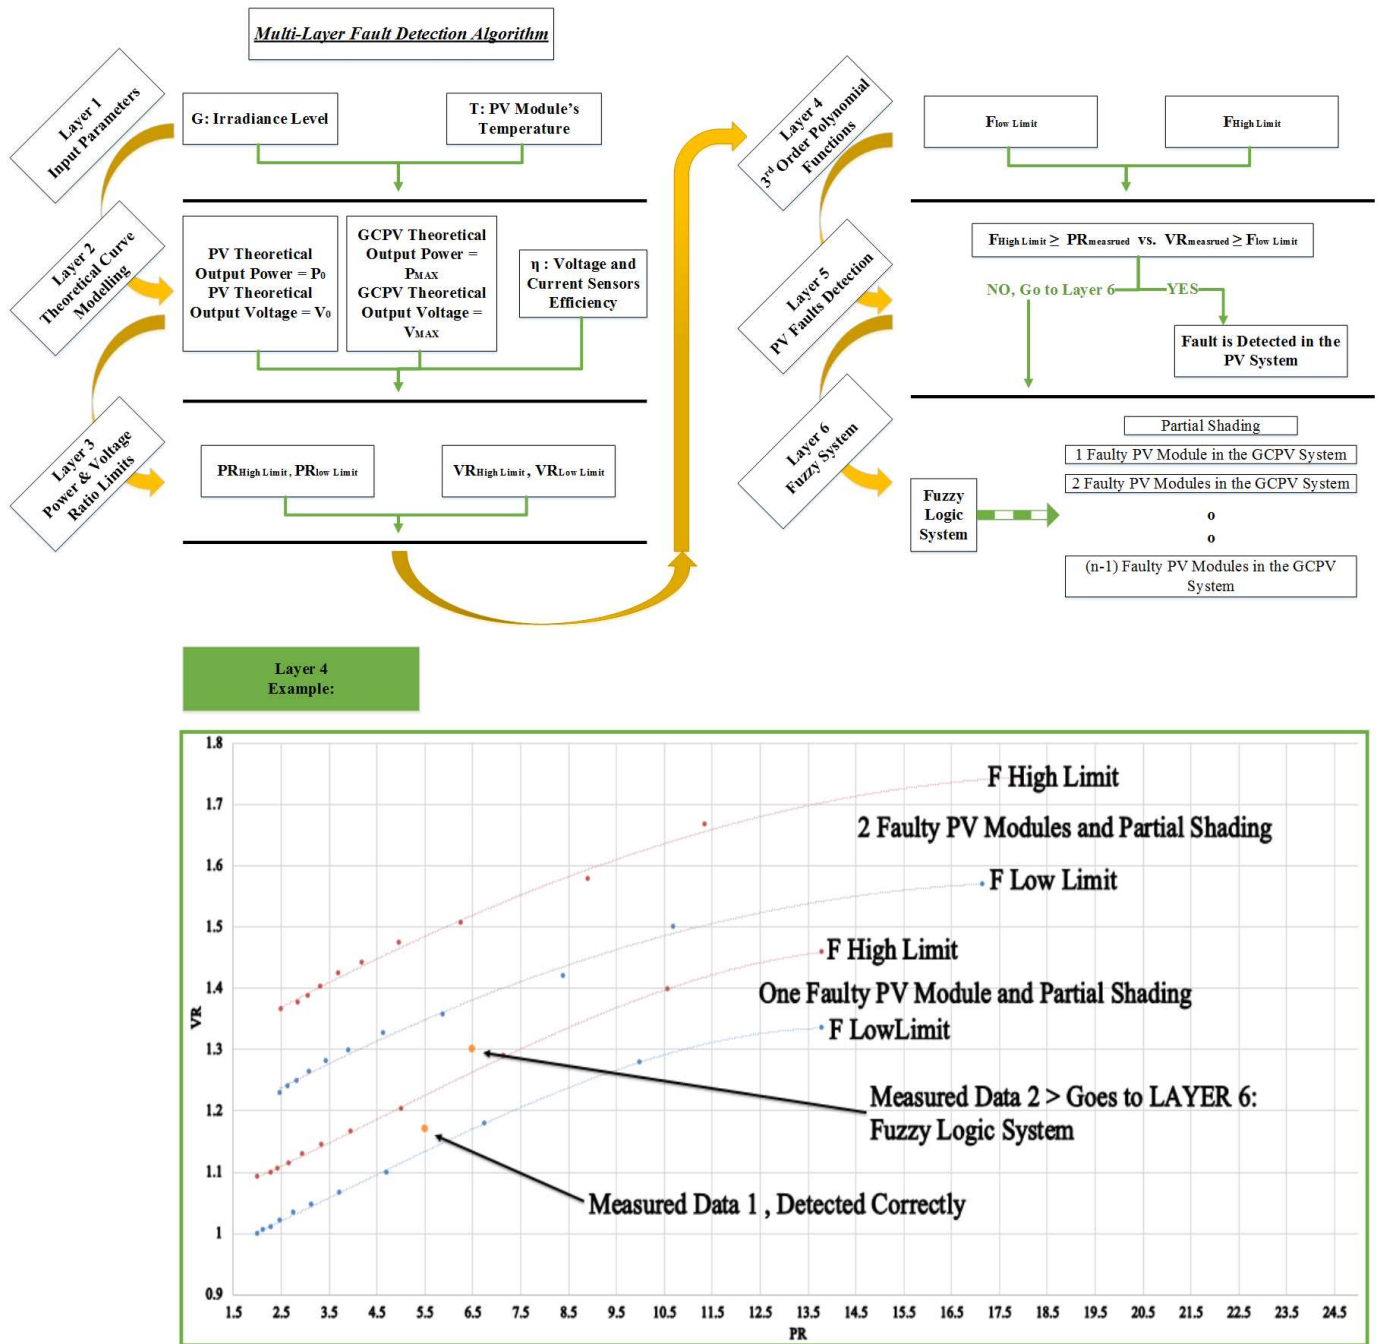 Multi-Layer Fault Detection Algorithm
Layer 1
Input Parameters
G: Irradiance Level
T: PV Module's
Temperature
Layer 2
Theoretical Curve
Modelling
PV Theoretical
Output Power = P0
PV Theoretical
Output Voltage = V0
GCPV Theoretical
Output Power =
PMAX
GCPV Theoretical
Output Voltage =
VMAX
η : Voltage and
Current Sensors
Efficiency
Layer 3
Power & Voltage
Ratio Limits
PRHigh Limit, PRlow Limit
VRHigh Limit, VRLow Limit
Layer 4
3rd Order Polynomial
Functions
Flow Limit
FHigh Limit
Layer 5
PV Faults Detection
FHigh Limit ≥ PRmeasrued vs. VRmeasrued ≥ Flow Limit
NO, Go to Layer 6
YES
Fault is Detected in the
PV System
Layer 6
Fuzzy System
Fuzzy
Logic
System
Partial Shading
1 Faulty PV Module in the GCPV System
2 Faulty PV Modules in the GCPV System
o
o
(n-1) Faulty PV Modules in the GCPV
System
Layer 4
Example:
1.8
1.7
1.6
1.5
1.4
1.3
1.2
1.1
1
0.9
VR
F High Limit
2 Faulty PV Modules and Partial Shading
F Low Limit
F High Limit
One Faulty PV Module and Partial Shading
F LowLimit
Measured Data 2 > Goes to LAYER 6:
Fuzzy Logic System
Measured Data 1 , Detected Correctly
1.5 2.5 3.5 4.5 5.5 6.5 7.5 8.5 9.5 10.5 11.5 12.5 13.5 14.5 15.5 16.5 17.5 18.5 19.5 20.5 21.5 22.5 23.5 24.5
PR